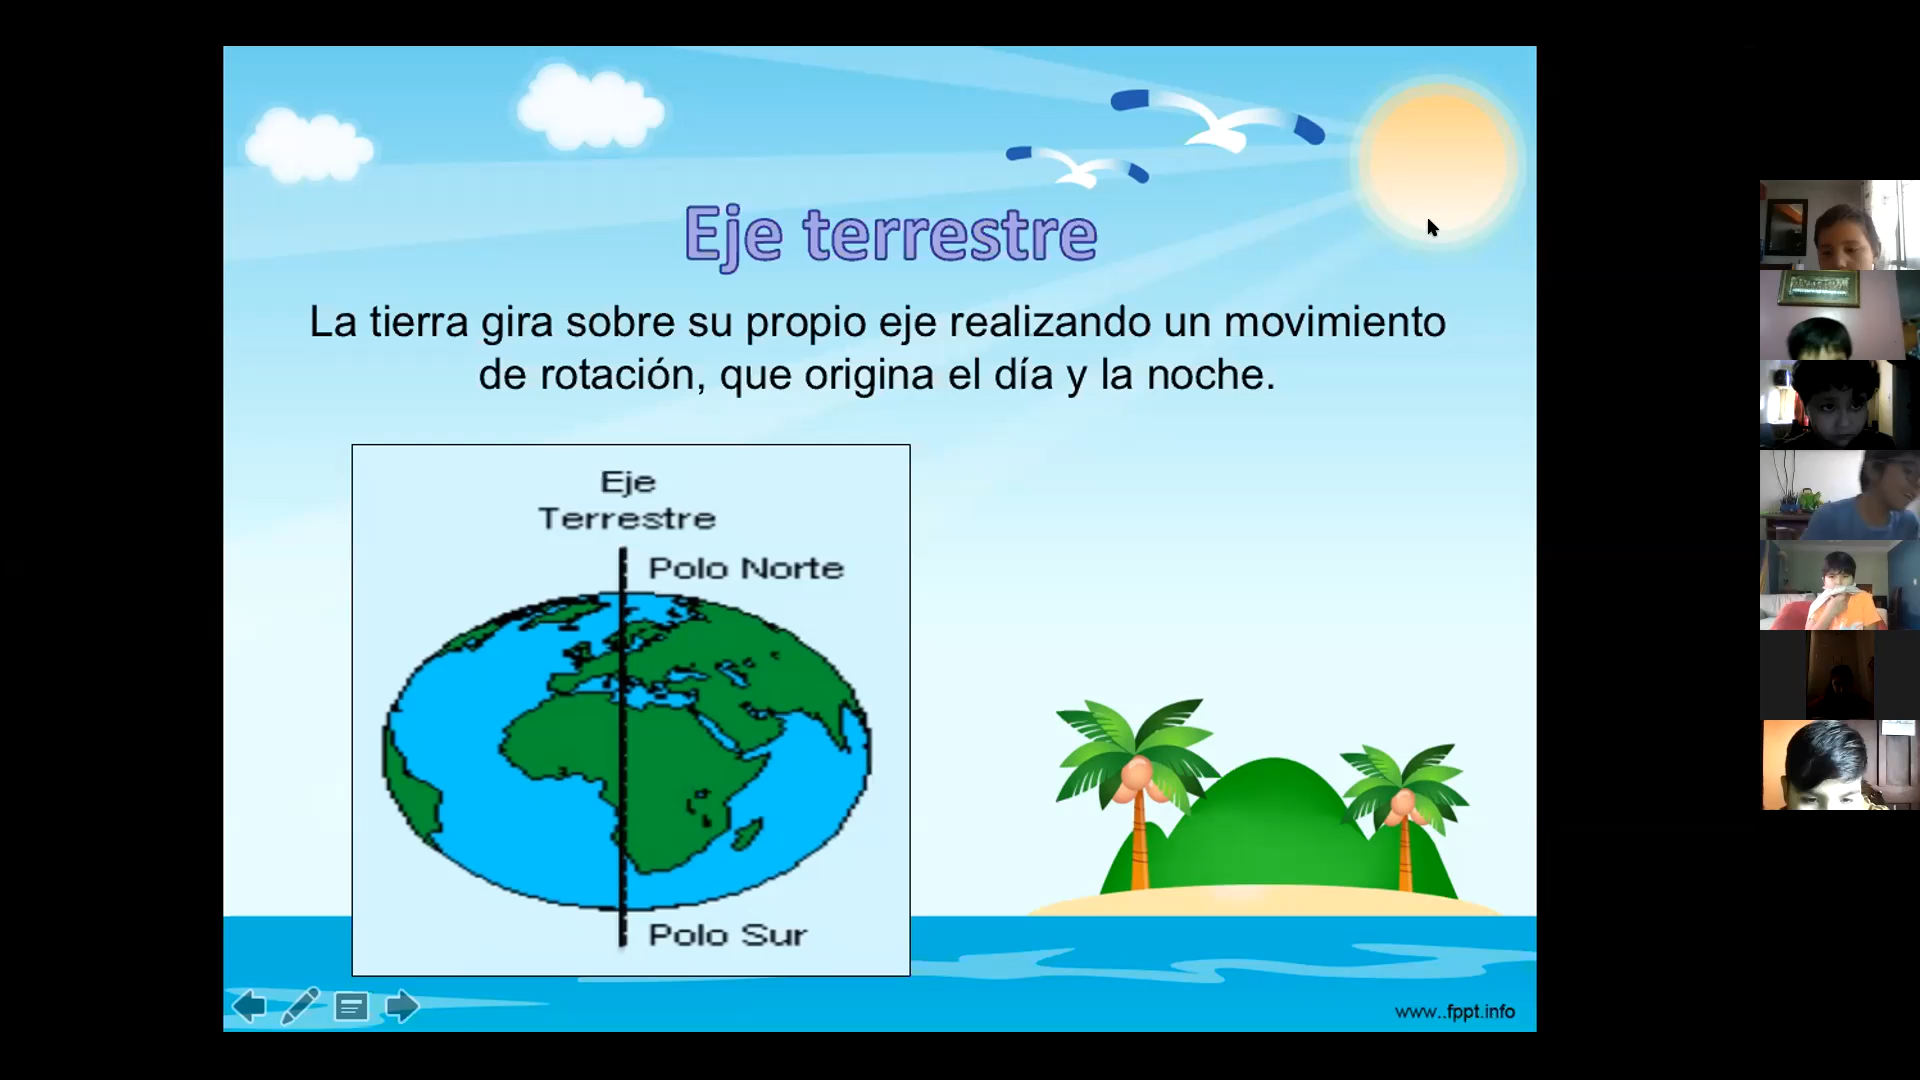 Eje terrestre
La tierra gira sobre su propio eje realizando un movimiento
de rotación, que origina el día y la noche.
Eje
Terrestre
Polo Norte
Polo Sur
www..fppt.info